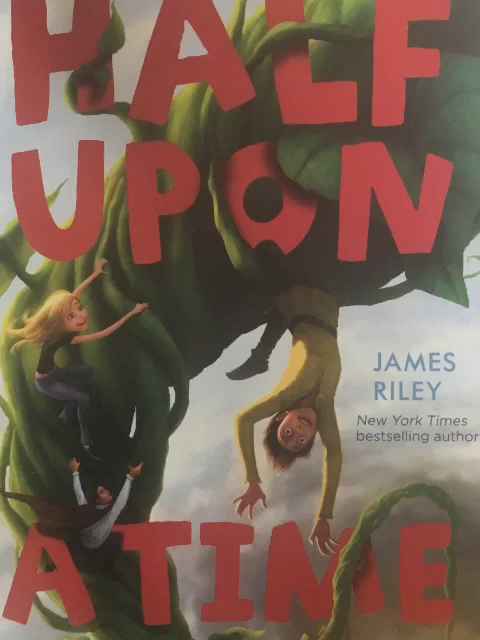 HALF
UPON
JAMES
RILEY
New York Times
bestselling author
A TIME